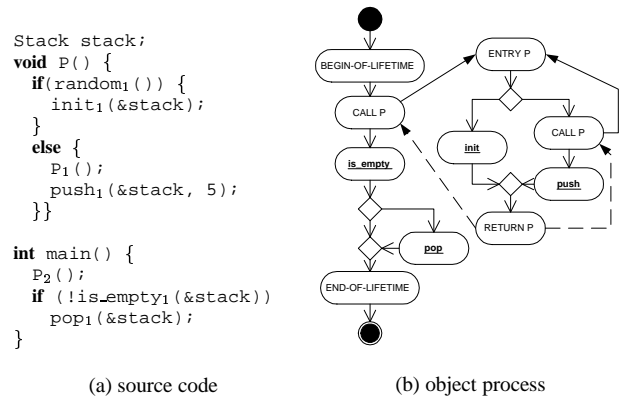 Stack stack;
void P() {
if(random₁()) {
init₁(&stack);
}
else {
P₁();
push₁(&stack, 5);
}}
int main() {
P₂();
if (!is_empty₁(&stack))
pop₁(&stack);
}
(a) source code
BEGIN-OF-LIFETIME
CALL P
is_empty
pop
END-OF-LIFETIME
ENTRY P
CALL P
init
push
RETURN P
(b) object process